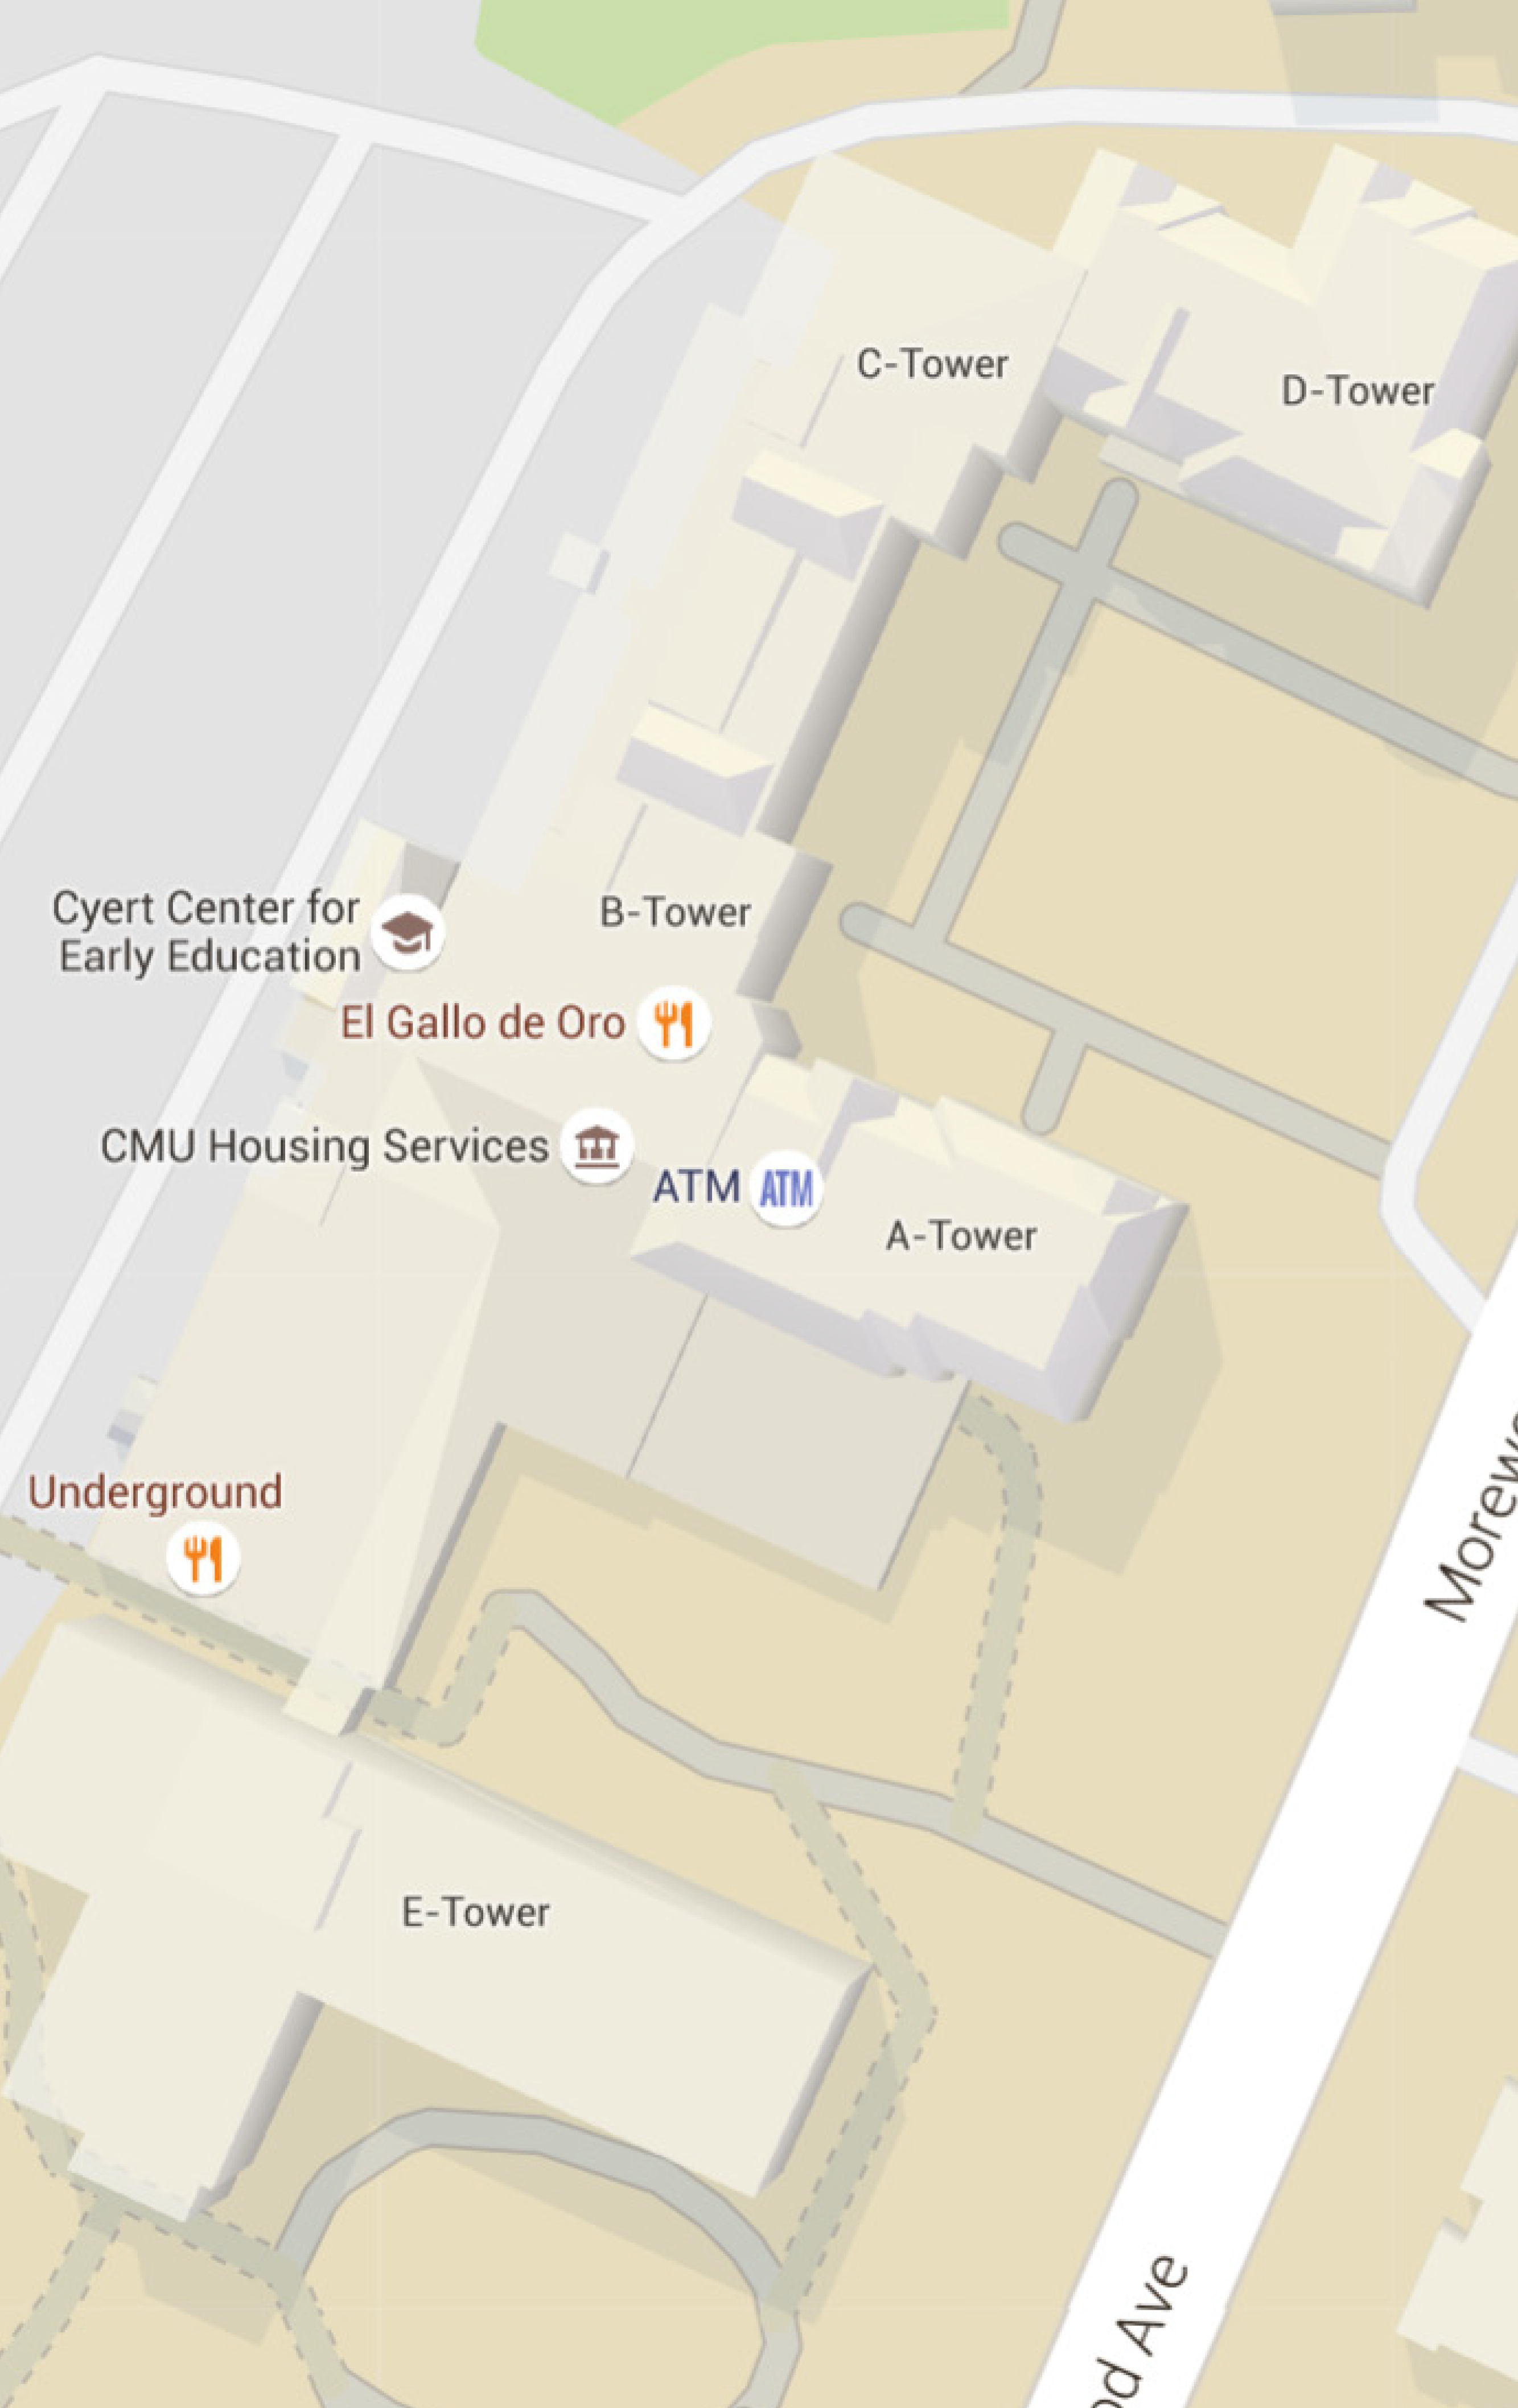 C-Tower
D-Tower
Cyert Center for
Early Education
B-Tower
El Gallo de Oro
CMU Housing Services
ATM
ATM
A-Tower
Underground
E-Tower
Ave